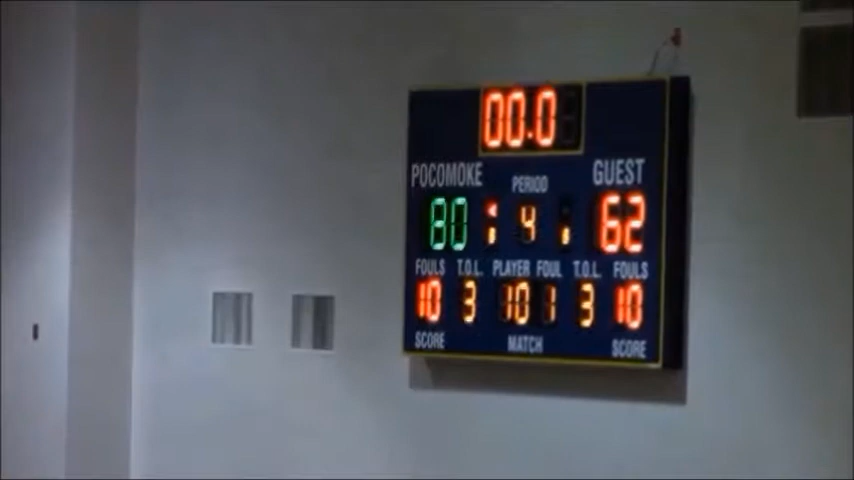 00.0
POCOMOKE PERIOD GUEST
80 4 62
FOULS T.O.L. PLAYER FOUL T.O.L. FOULS
10 3 10 1 3 10
SCORE MATCH SCORE